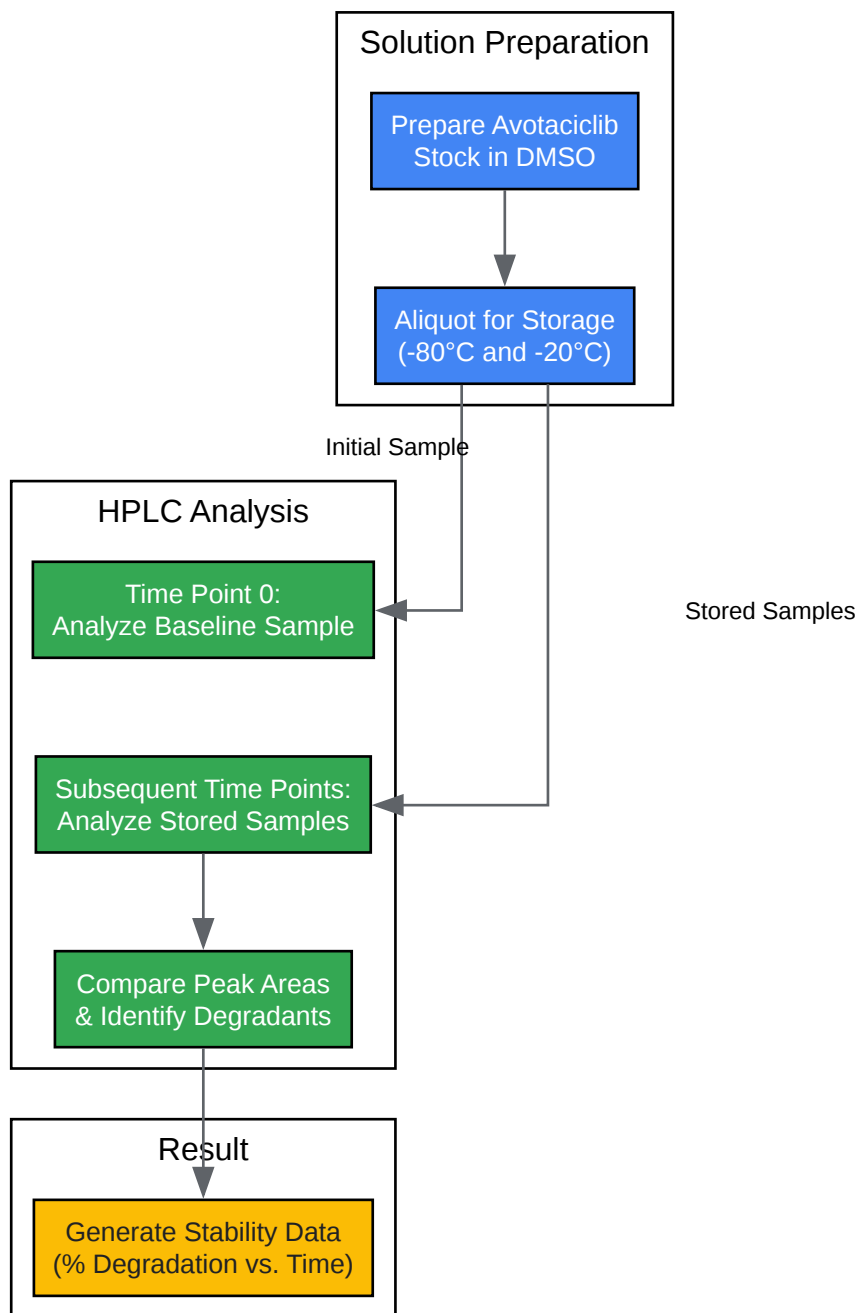 Solution Preparation
Prepare Avotaciclib
Stock in DMSO
Aliquot for Storage
(-80°C and -20°C)
Initial Sample
HPLC Analysis
Time Point 0:
Analyze Baseline Sample
Stored Samples
Subsequent Time Points:
Analyze Stored Samples
Compare Peak Areas
& Identify Degradants
Result
Generate Stability Data
(% Degradation vs. Time)